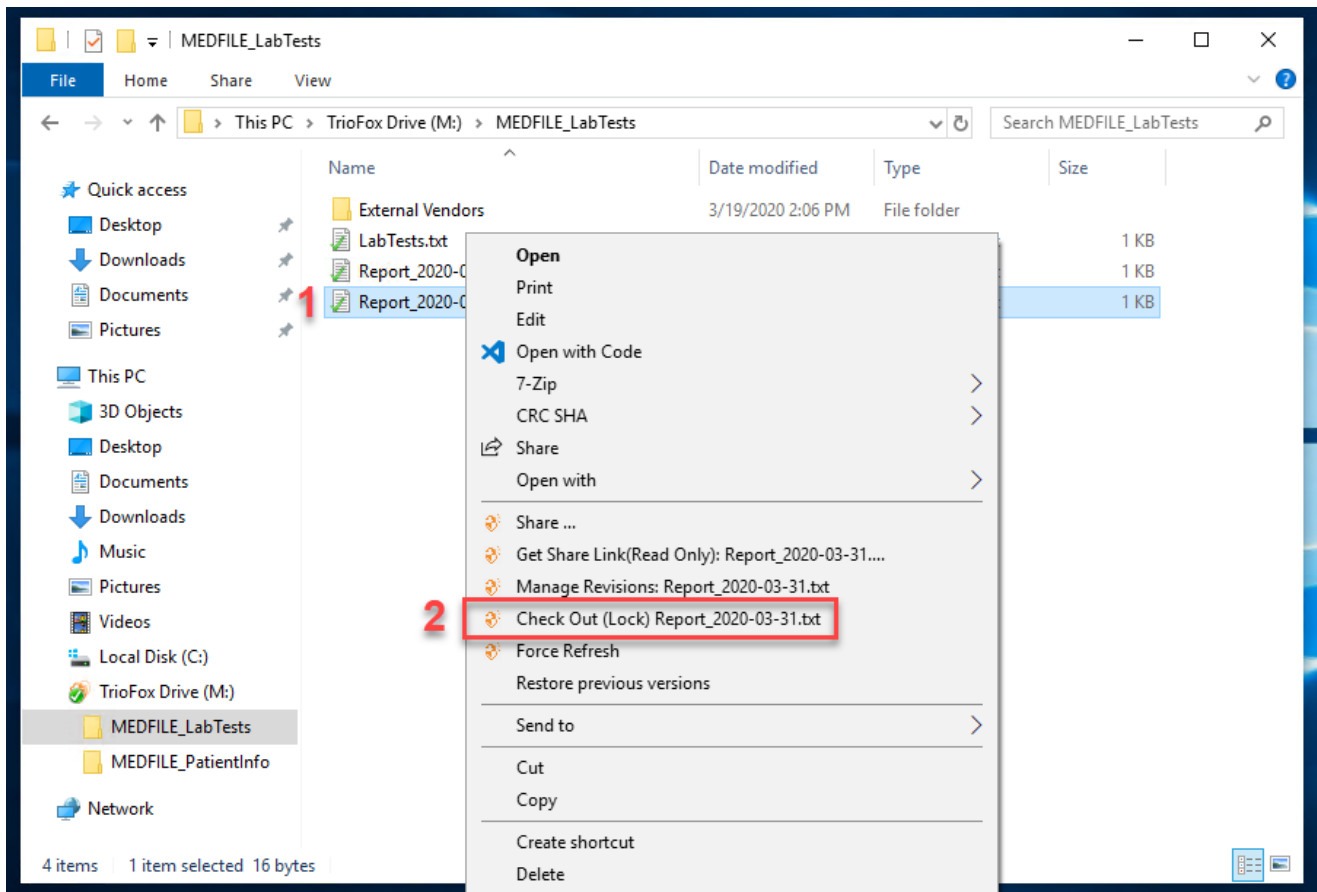 MEDFILE_LabTests
File Home Share View
This PC > TrioFox Drive (M:) > MEDFILE_LabTests
Search MEDFILE_LabTests
Name Date modified Type Size
Quick access
Desktop
Downloads
Documents
Pictures
This PC
3D Objects
Desktop
Documents
Downloads
Music
Pictures
Videos
Local Disk (C:)
TrioFox Drive (M:)
MEDFILE_LabTests
MEDFILE_PatientInfo
Network
External Vendors 3/19/2020 2:06 PM File folder
LabTests.txt 1 KB
Report_2020-0 1 KB
1 Report_2020-0 1 KB
Open
Print
Edit
Open with Code
7-Zip
CRC SHA
Share
Open with
Share ...
Get Share Link(Read Only): Report_2020-03-31....
Manage Revisions: Report_2020-03-31.txt
2 Check Out (Lock) Report_2020-03-31.txt
Force Refresh
Restore previous versions
Send to
Cut
Copy
Create shortcut
Delete
4 items 1 item selected 16 bytes